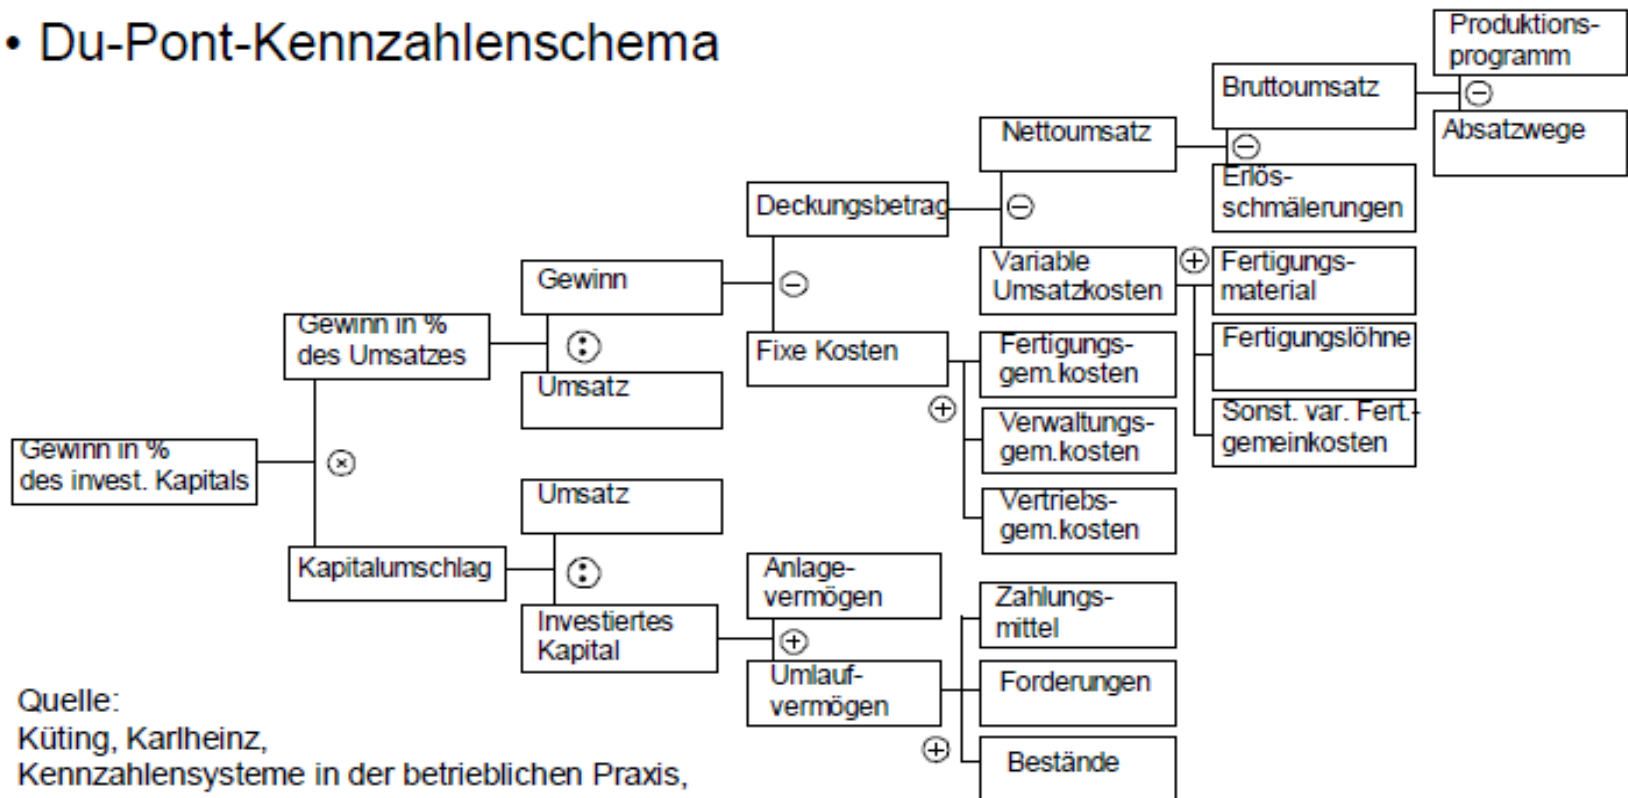 • Du-Pont-Kennzahlenschema
Produktions-
programm
Bruttoumsatz
Absatzwege
Nettoumsatz
Erlös-
schmälerungen
Deckungsbetrag
Variable
Umsatzkosten
Fertigungs-
material
Gewinn
Fertigungslöhne
Gewinn in %
des Umsatzes
Fixe Kosten
Fertigungs-
gem.kosten
Umsatz
Sonst. var. Fert.-
gemeinkosten
Verwaltungs-
gem.kosten
Gewinn in %
des invest. Kapitals
Umsatz
Vertriebs-
gem.kosten
Kapitalumschlag
Anlage-
vermögen
Zahlungs-
mittel
Investiertes
Kapital
Umlauf-
vermögen
Forderungen
Bestände
Quelle:
Küting, Karlheinz,
Kennzahlensysteme in der betrieblichen Praxis,